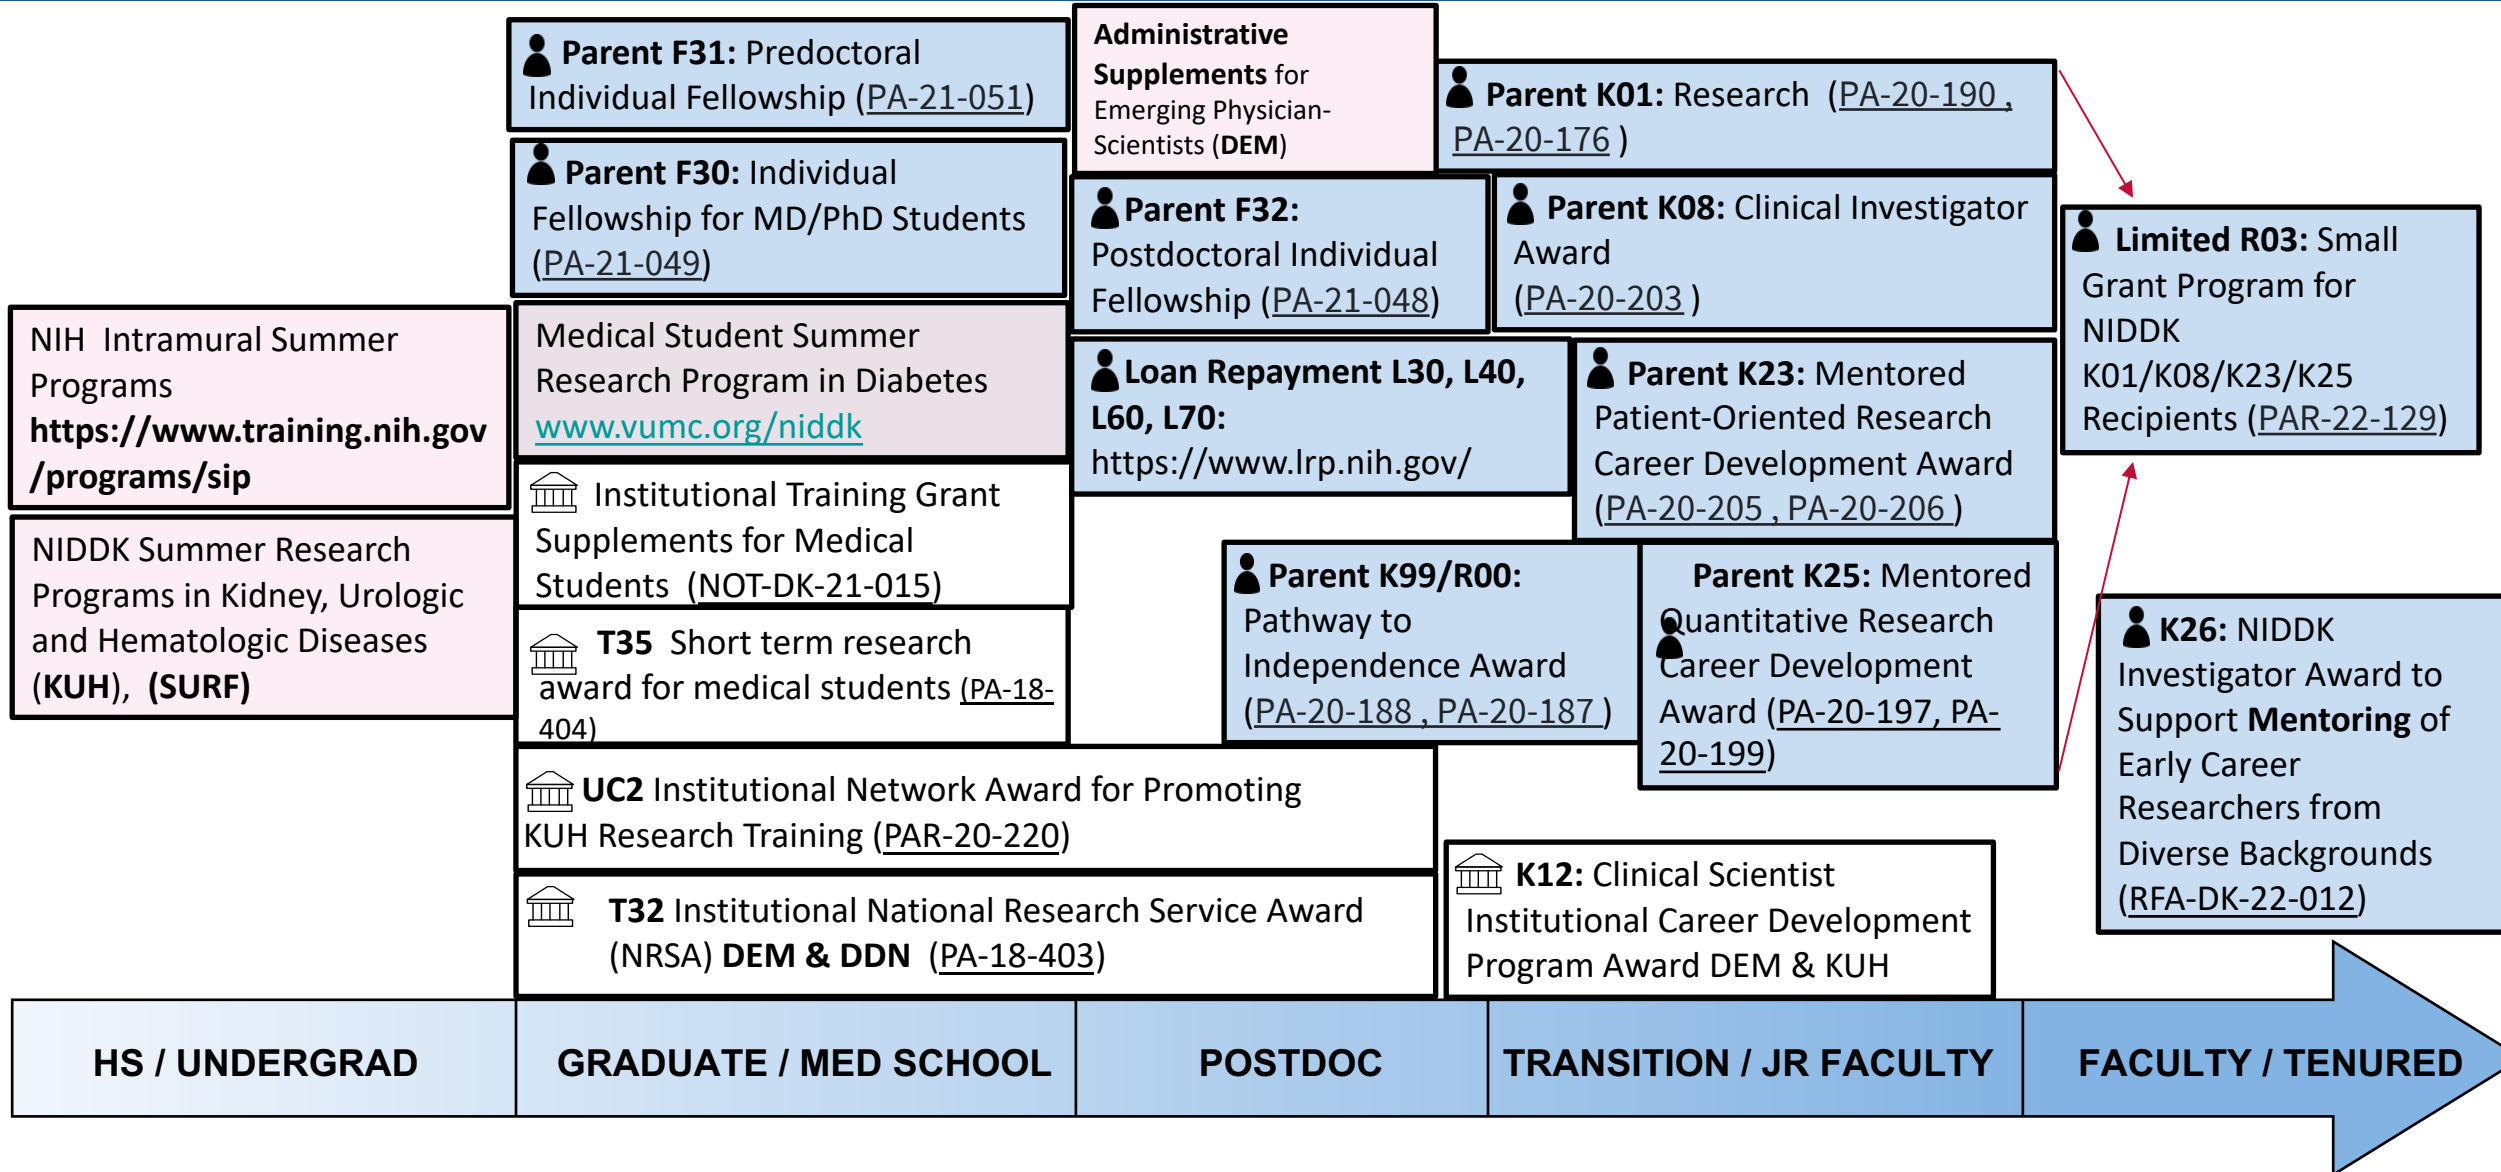 Parent F31: Predoctoral
Individual Fellowship (PA-21-051)
Parent F30: Individual
Fellowship for MD/PhD Students
(PA-21-049)
NIH Intramural Summer
Programs
https://www.training.nih.gov
/programs/sip
NIDDK Summer Research
Programs in Kidney, Urologic
and Hematologic Diseases
(KUH), (SURF)
Medical Student Summer
Research Program in Diabetes
www.vumc.org/niddk
Institutional Training Grant
Supplements for Medical
Students (NOT-DK-21-015)
T35 Short term research
award for medical students (PA-18-
404)
UC2 Institutional Network Award for Promoting
KUH Research Training (PAR-20-220)
T32 Institutional National Research Service Award
(NRSA) DEM & DDN (PA-18-403)
Administrative
Supplements for
Emerging Physician-
Scientists (DEM)
Parent F32:
Postdoctoral Individual
Fellowship (PA-21-048)
Loan Repayment L30, L40,
L60, L70:
https://www.lrp.nih.gov/
Parent K99/R00:
Pathway to
Independence Award
(PA-20-188 , PA-20-187 )
Parent K01: Research (PA-20-190 ,
PA-20-176 )
Parent K08: Clinical Investigator
Award
(PA-20-203 )
Parent K23: Mentored
Patient-Oriented Research
Career Development Award
(PA-20-205 , PA-20-206 )
Parent K25: Mentored
Quantitative Research
Career Development
Award (PA-20-197, PA-
20-199)
K12: Clinical Scientist
Institutional Career Development
Program Award DEM & KUH
Limited R03: Small
Grant Program for
NIDDK
K01/K08/K23/K25
Recipients (PAR-22-129)
K26: NIDDK
Investigator Award to
Support Mentoring of
Early Career
Researchers from
Diverse Backgrounds
(RFA-DK-22-012)
HS / UNDERGRAD
GRADUATE / MED SCHOOL
POSTDOC
TRANSITION / JR FACULTY
FACULTY / TENURED